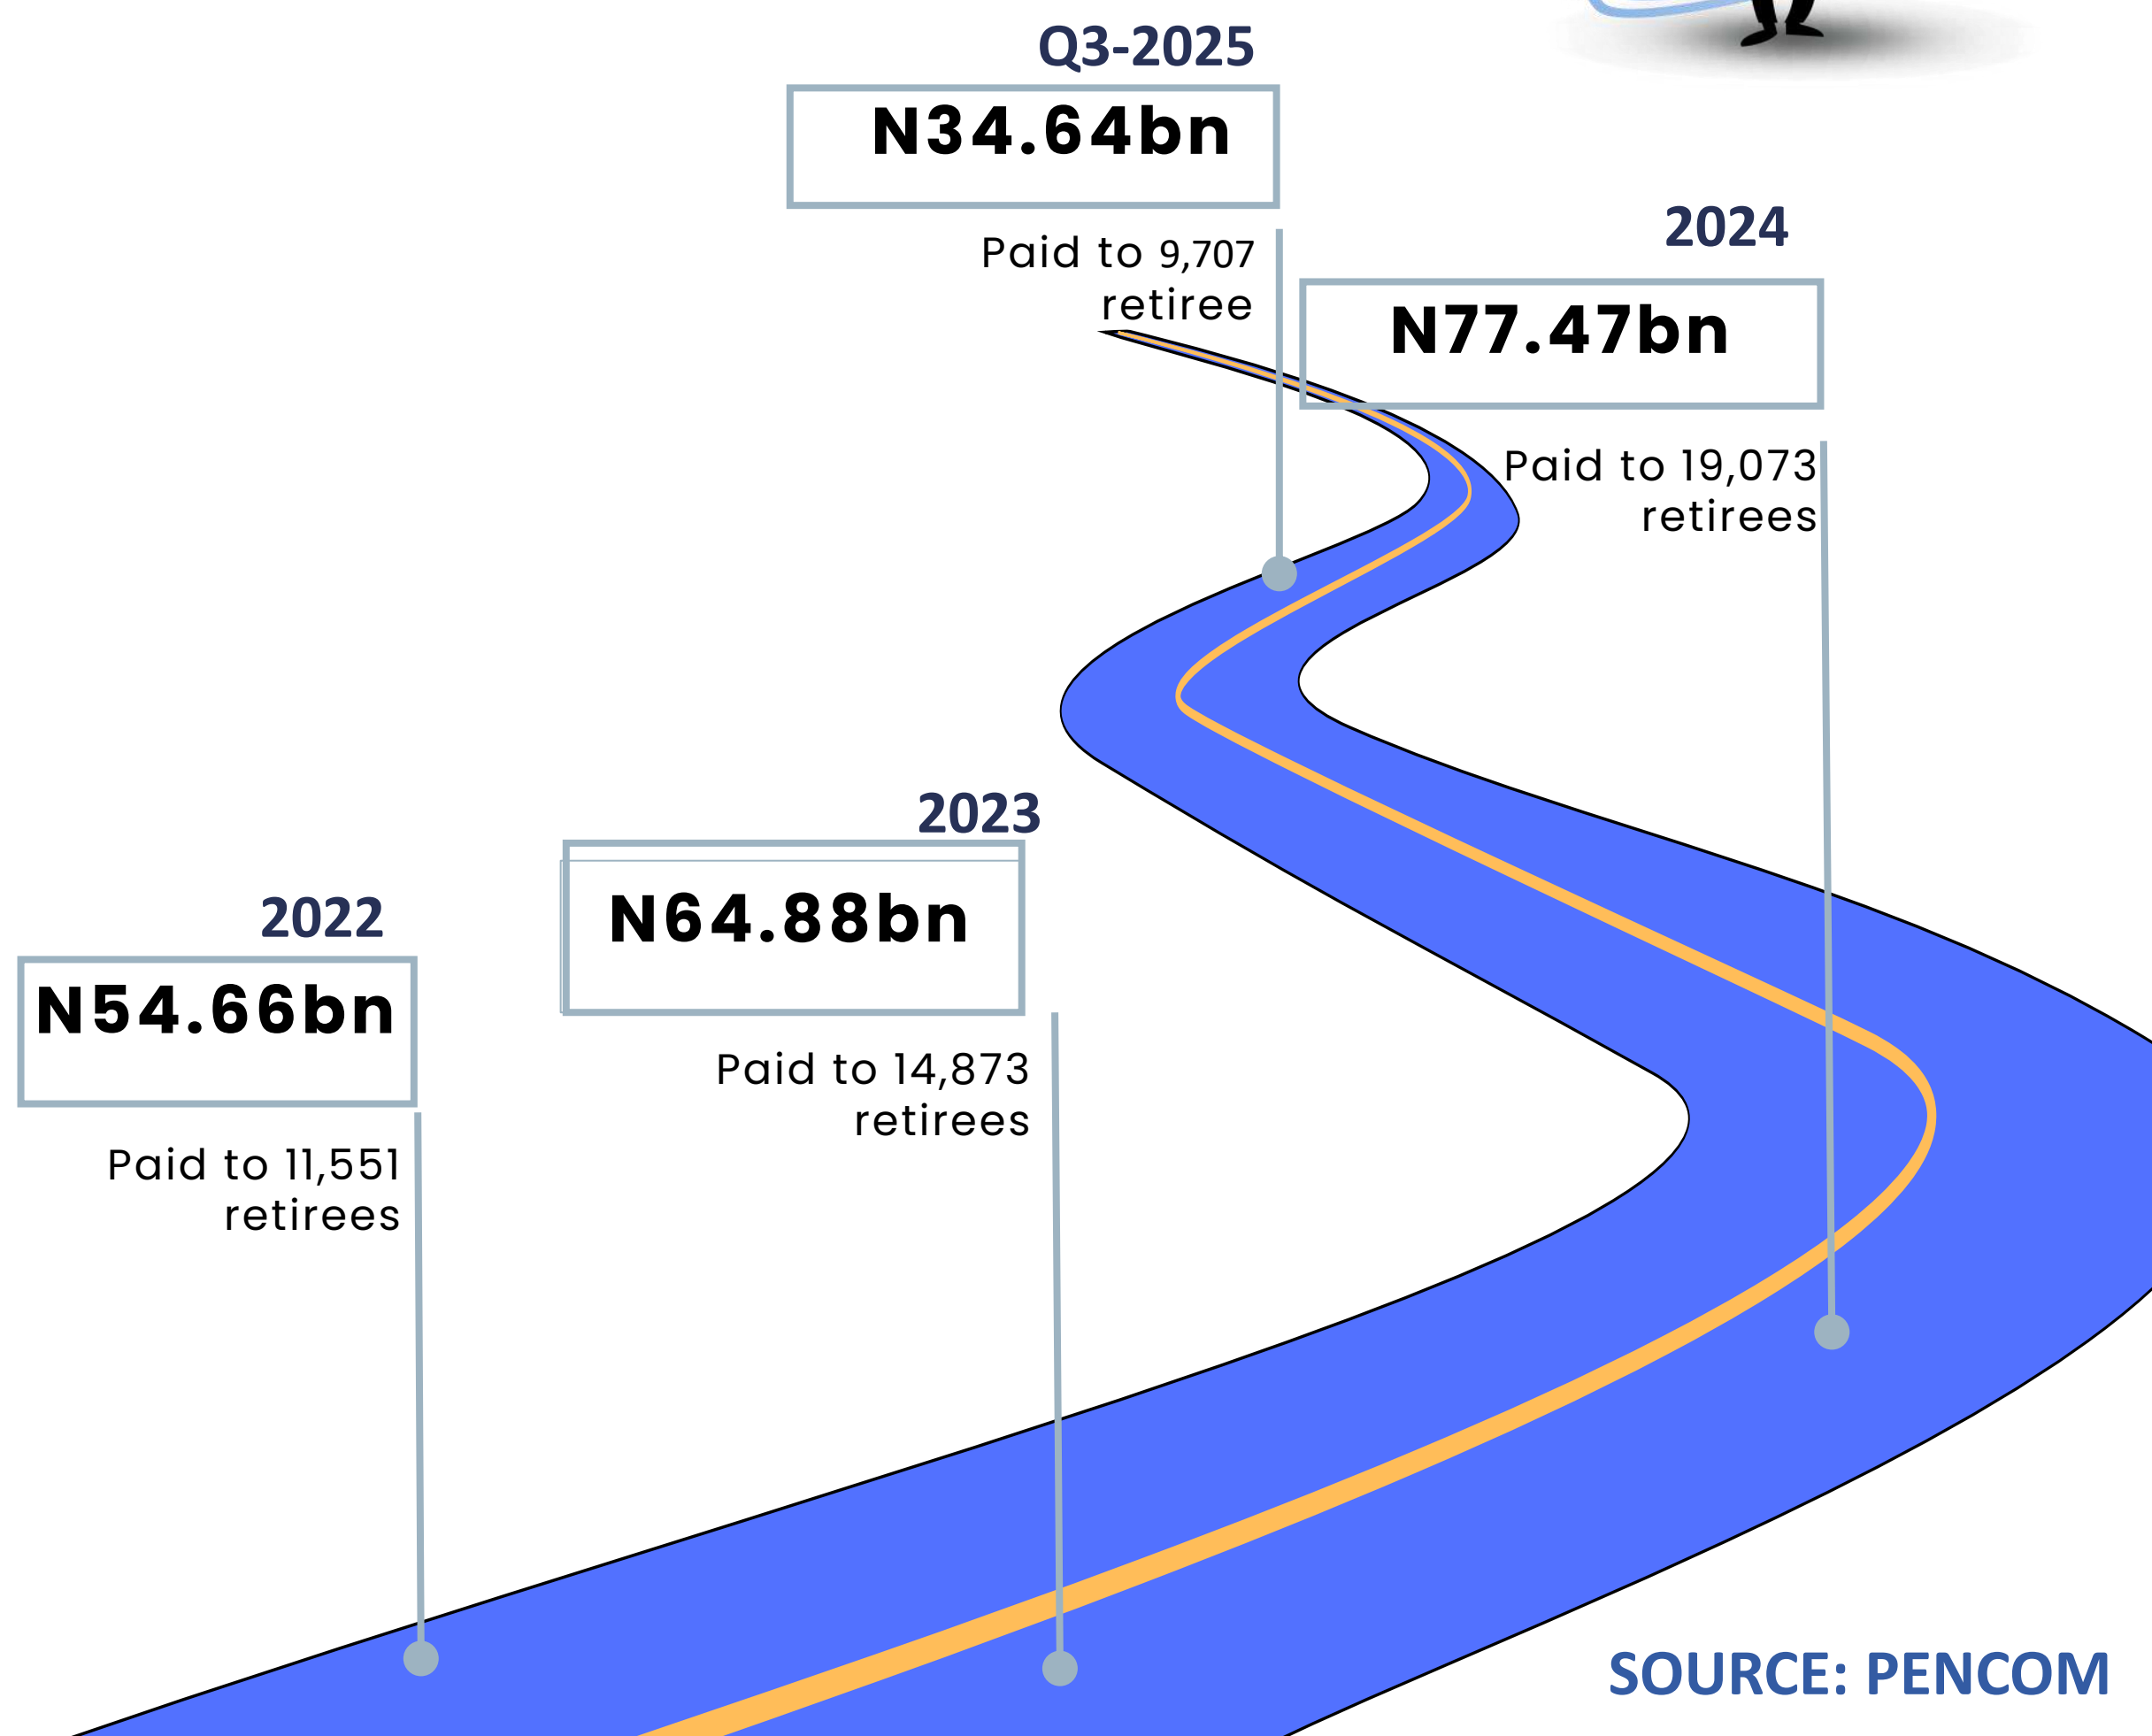 Q3-2025
N34.64bn
Paid to 9,707
retiree
2024
N77.47bn
Paid to 19,073
retirees
2023
N64.88bn
Paid to 14,873
retirees
2022
N54.66bn
Paid to 11,551
retirees
SOURCE: PENCOM